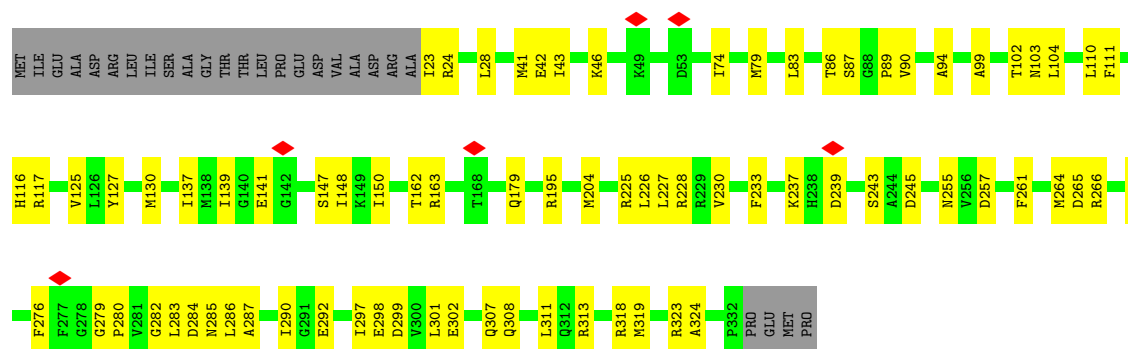 MET ILE GLU ALA ASP ARG LEU ILE SER ALA GLY THR THR LEU PRO GLU ASP VAL ALA ASP ARG ALA I23 R24 L28 M41 E42 I43 K46 K49 D53 I74 M79 L83 T86 S87 G88 P89 V90 A94 A99 T102 N103 L104 L110 F111
H116 R117 V125 L126 Y127 M130 I137 M138 I139 G140 E141 G142 S147 I148 K149 I150 T162 R163 T168 Q179 R195 M204 R225 L226 L227 R228 R229 V230 F233 K237 H238 D239 S243 A244 D245 N255 V256 D257 F261 M264 D265 R266
F276 F277 G278 G279 P280 V281 G282 L283 D284 N285 L286 A287 I290 G291 E292 I297 E298 D299 V300 L301 E302 Q307 Q308 L311 Q312 R313 R318 M319 R323 A324 P332 PRO GLU MET PRO